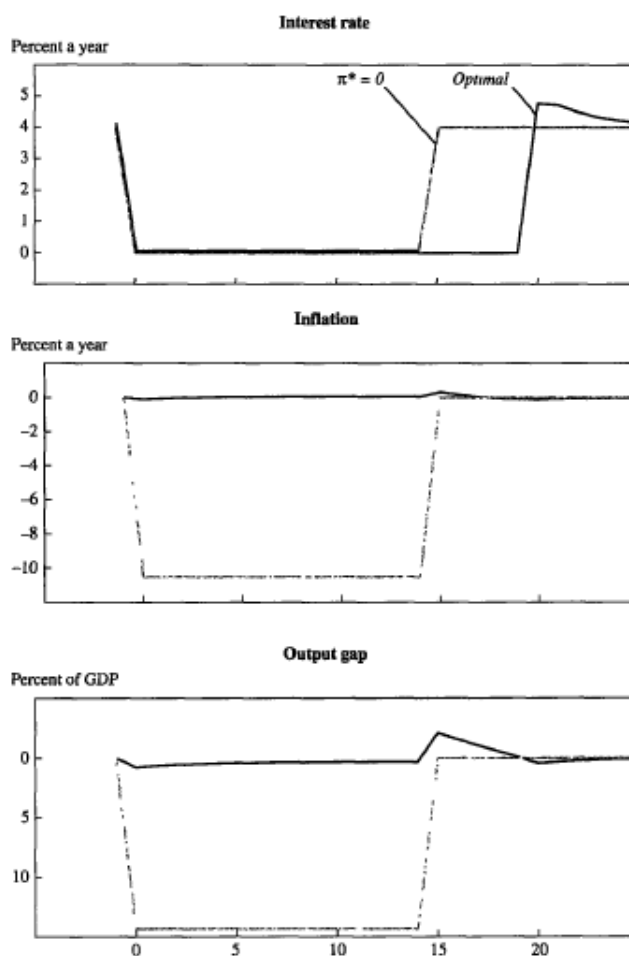 Interest rate
Percent a year
π* = 0 Optimal
5
4
3
2
1
0
Inflation
Percent a year
0
−2
−4
−6
−8
−10
Output gap
Percent of GDP
0
5
10
0 5 10 15 20